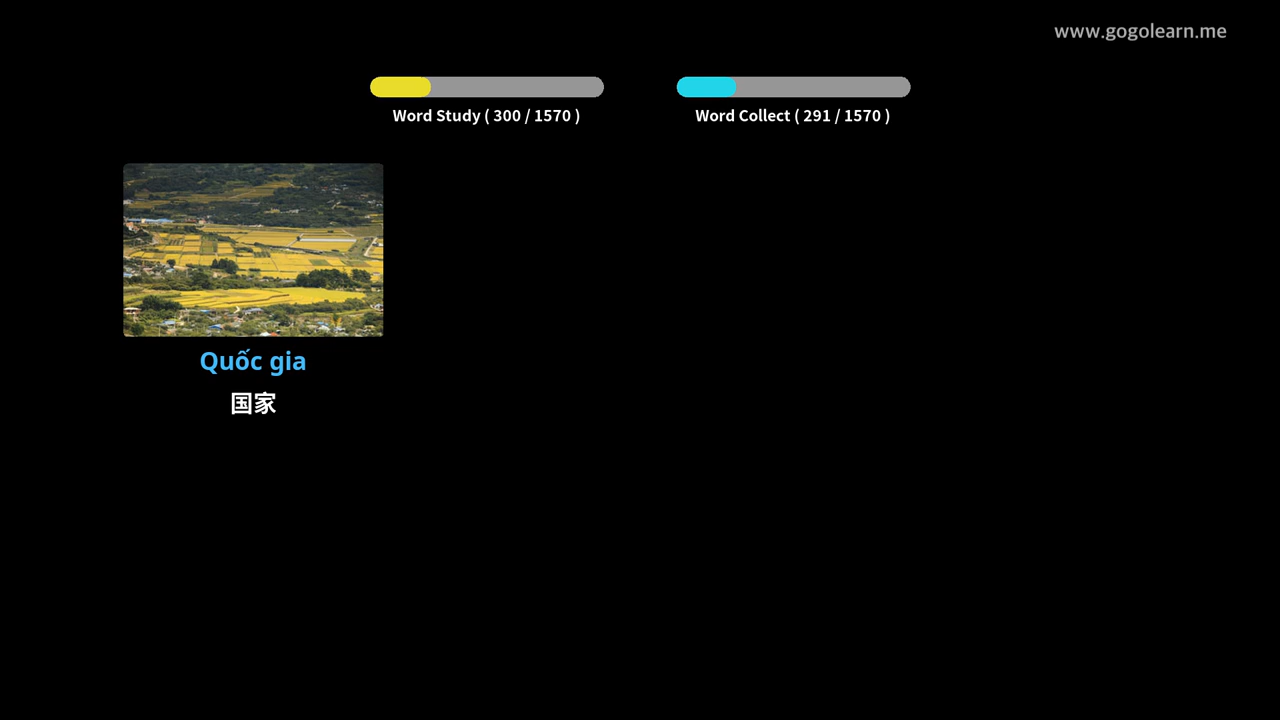 www.gogolearn.me
Word Study ( 300 / 1570 )
Word Collect ( 291 / 1570 )
Quốc gia
国家